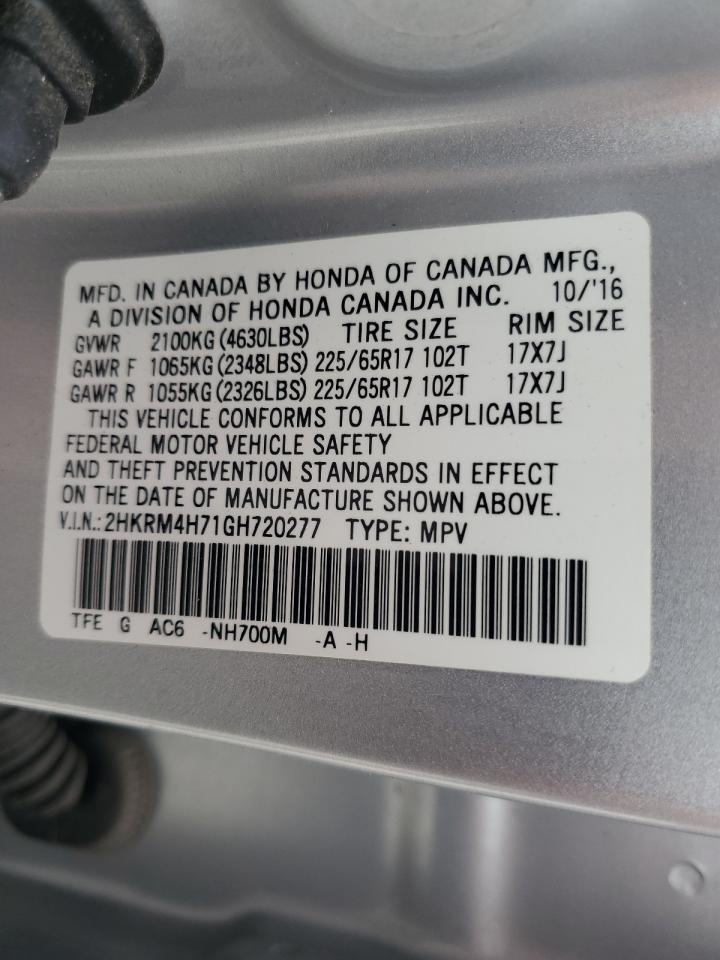 MFD. IN CANADA BY HONDA OF CANADA MFG.,
A DIVISION OF HONDA CANADA INC. 10/'16
GVWR 2100KG (4630LBS) TIRE SIZE RIM SIZE
GAWR F 1065KG (2348LBS) 225/65R17 102T 17X7J
GAWR R 1055KG (2326LBS) 225/65R17 102T 17X7J
THIS VEHICLE CONFORMS TO ALL APPLICABLE
FEDERAL MOTOR VEHICLE SAFETY
AND THEFT PREVENTION STANDARDS IN EFFECT
ON THE DATE OF MANUFACTURE SHOWN ABOVE.
V.I.N.: 2HKRM4H71GH720277 TYPE: MPV
TFE G AC6 -NH700M -A -H